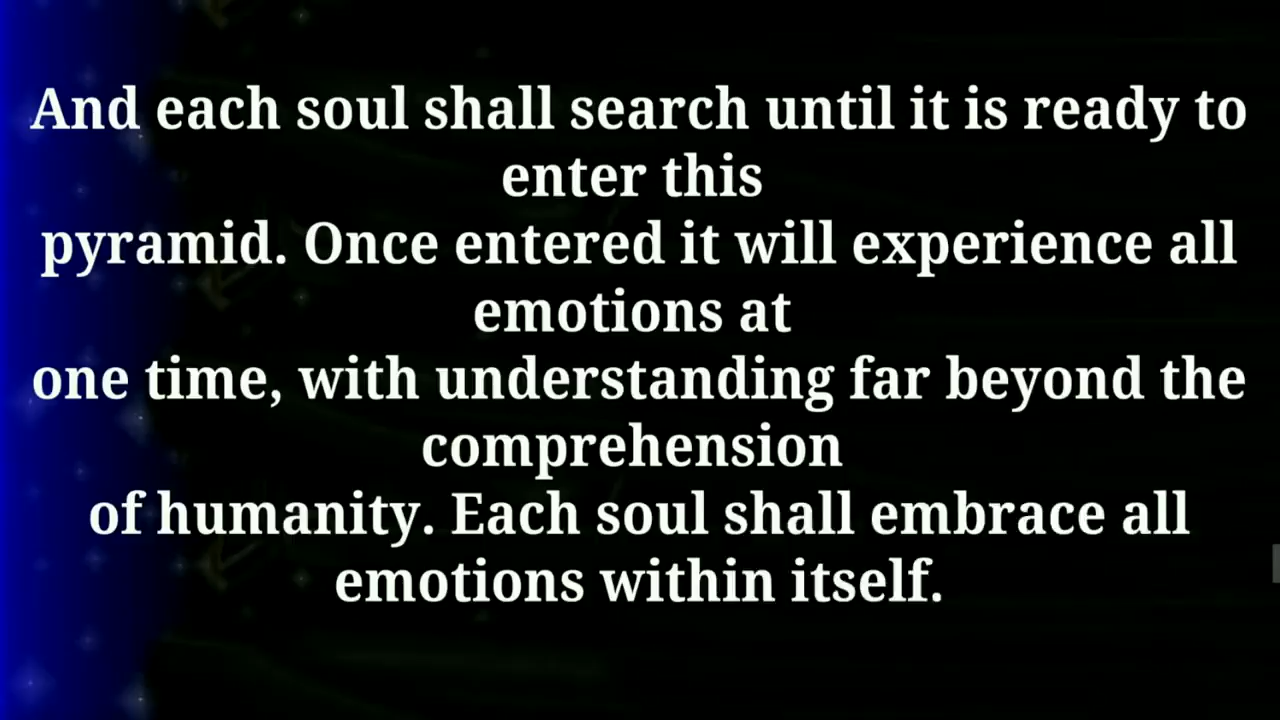 And each soul shall search until it is ready to
enter this
pyramid. Once entered it will experience all
emotions at
one time, with understanding far beyond the
comprehension
of humanity. Each soul shall embrace all
emotions within itself.